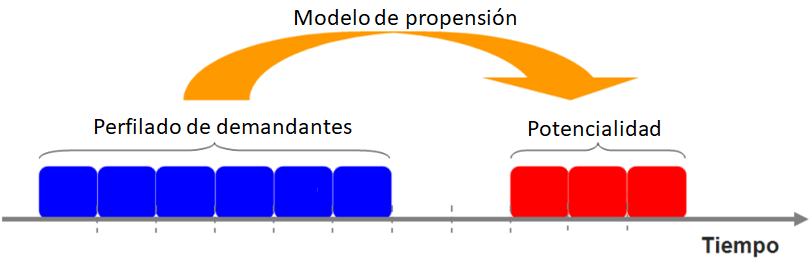 Modelo de propensión
Perfilado de demandantes
Potencialidad
Tiempo